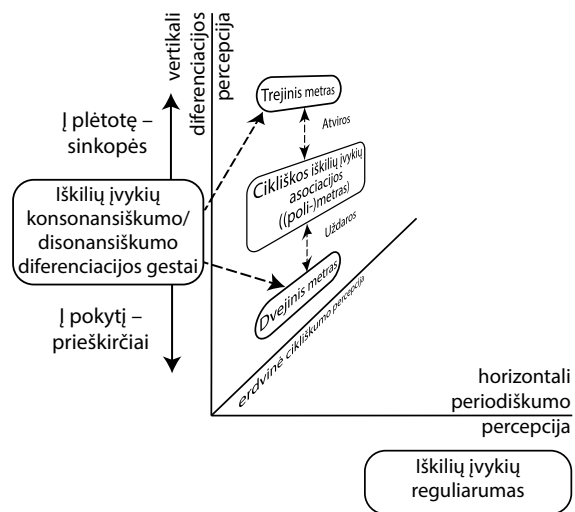 vertikali
diferenciacijos
percepcija
Į plėtotę –
sinkopės
Iškilių įvykių
konsonansiškumo/
disonansiškumo
diferenciacijos gestai
Į pokytį –
prieškirčiai
Trejinis metras
Atviros
Cikliškos iškilių įvykių
asociacijos
((poli-)metras)
Uždaros
Dvejinis metras
erdvinė cikliškumo percepcija
horizontali
periodiškumo
percepcija
Iškilių įvykių
reguliarumas